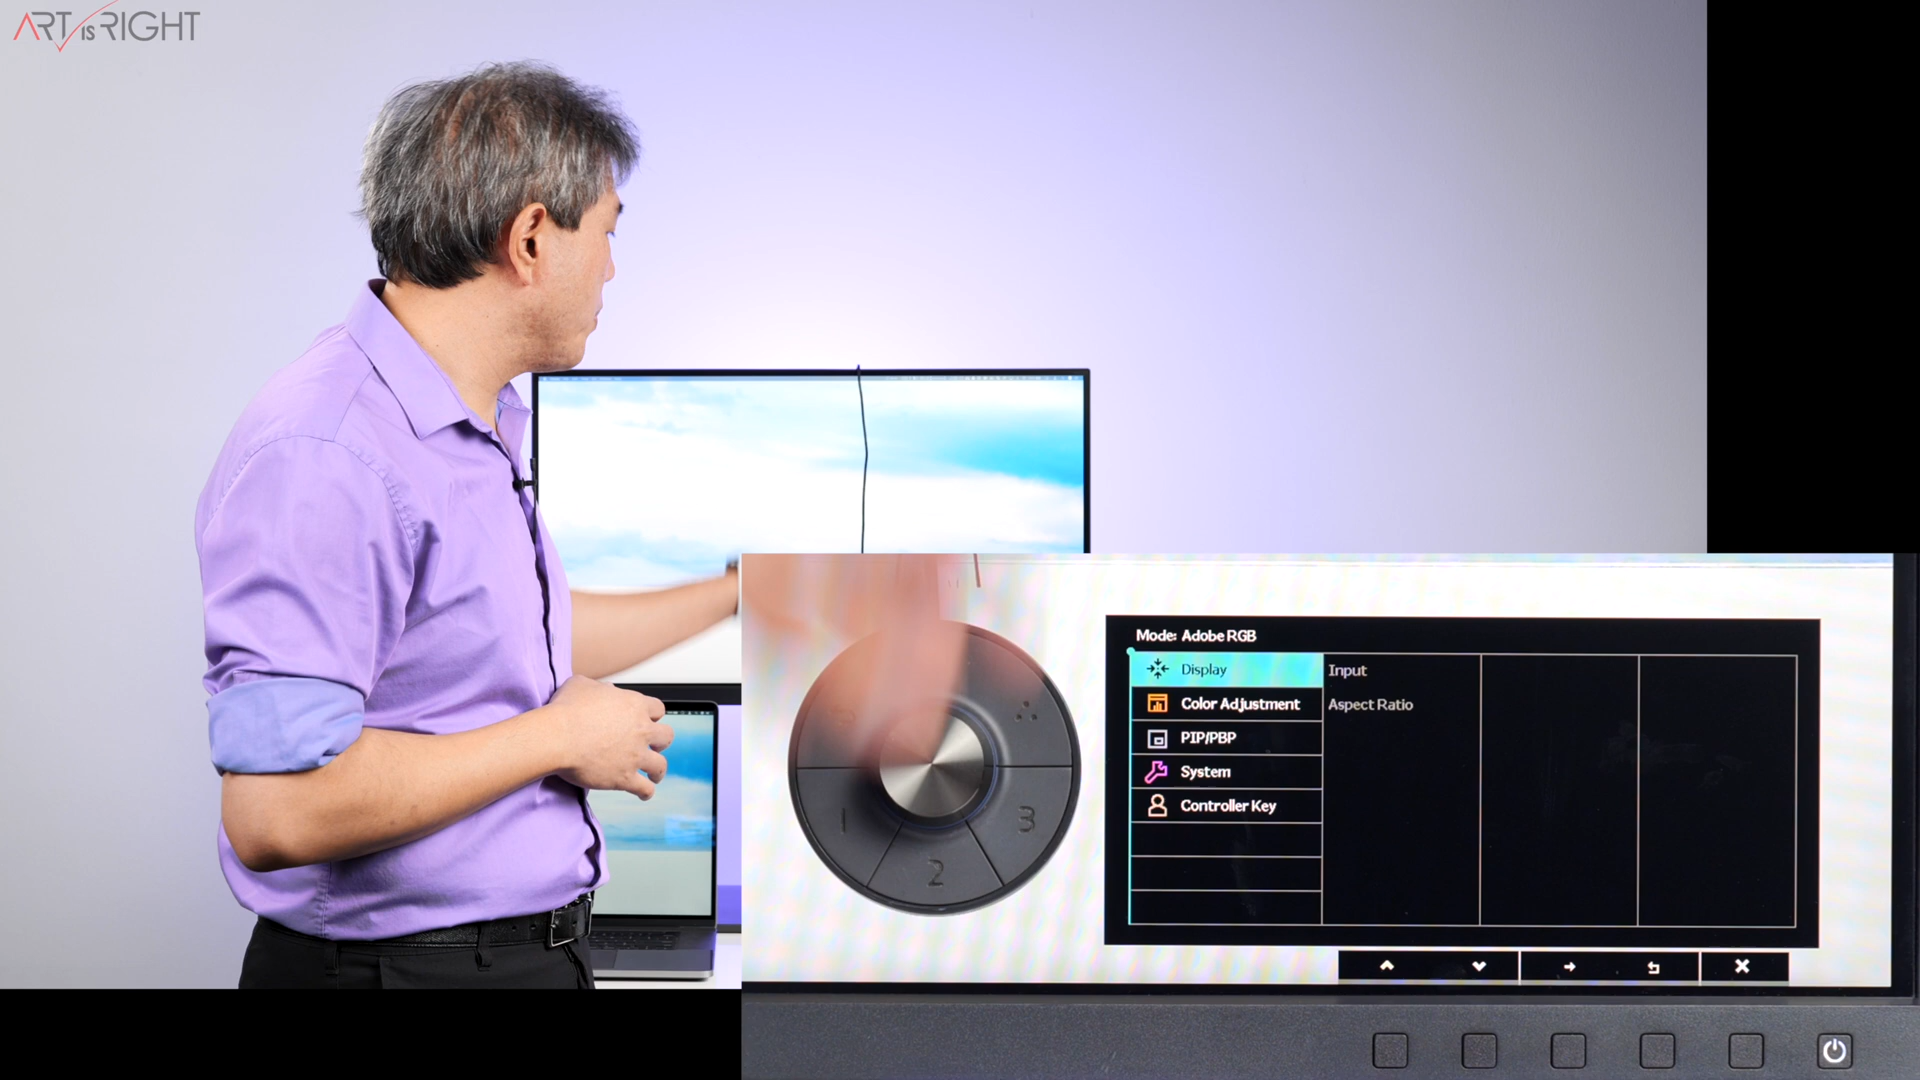 ART is RIGHT
Mode: Adobe RGB
Display
Input
Color Adjustment
Aspect Ratio
PIP/PBP
System
Controller Key
1
2
3